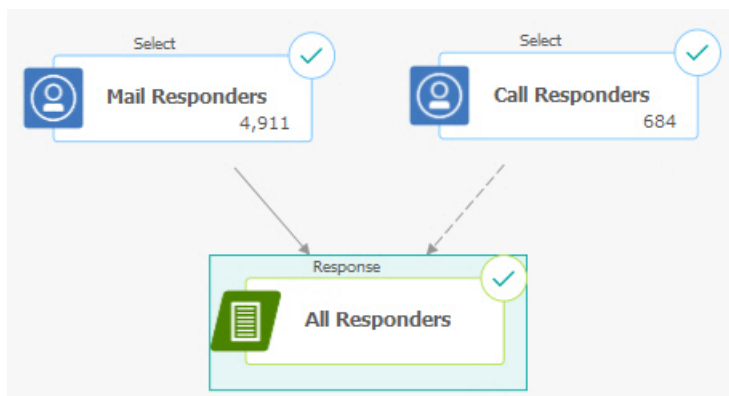 Select
Mail Responders
4,911
Select
Call Responders
684
Response
All Responders